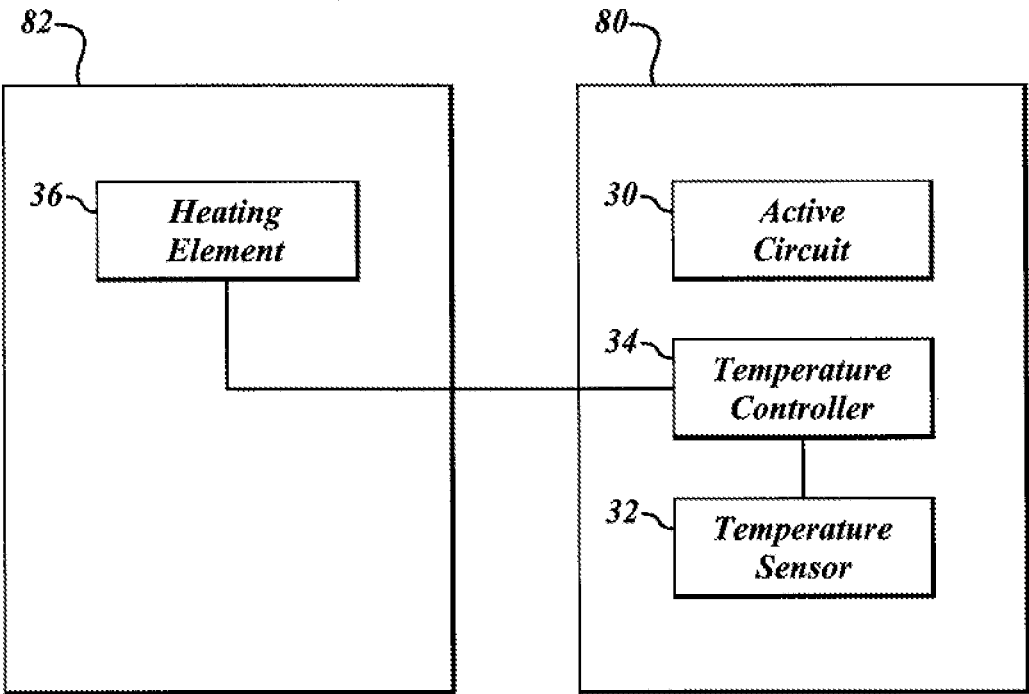 82
80
36
Heating
Element
30
Active
Circuit
34
Temperature
Controller
32
Temperature
Sensor